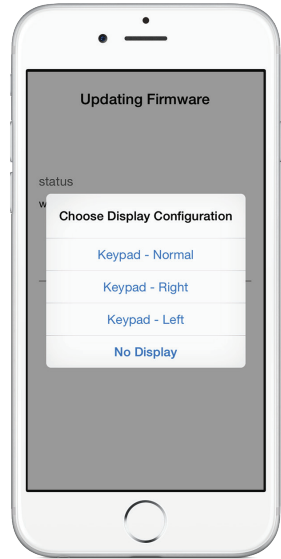 Updating Firmware
status
w
Choose Display Configuration
Keypad - Normal
Keypad - Right
Keypad - Left
No Display